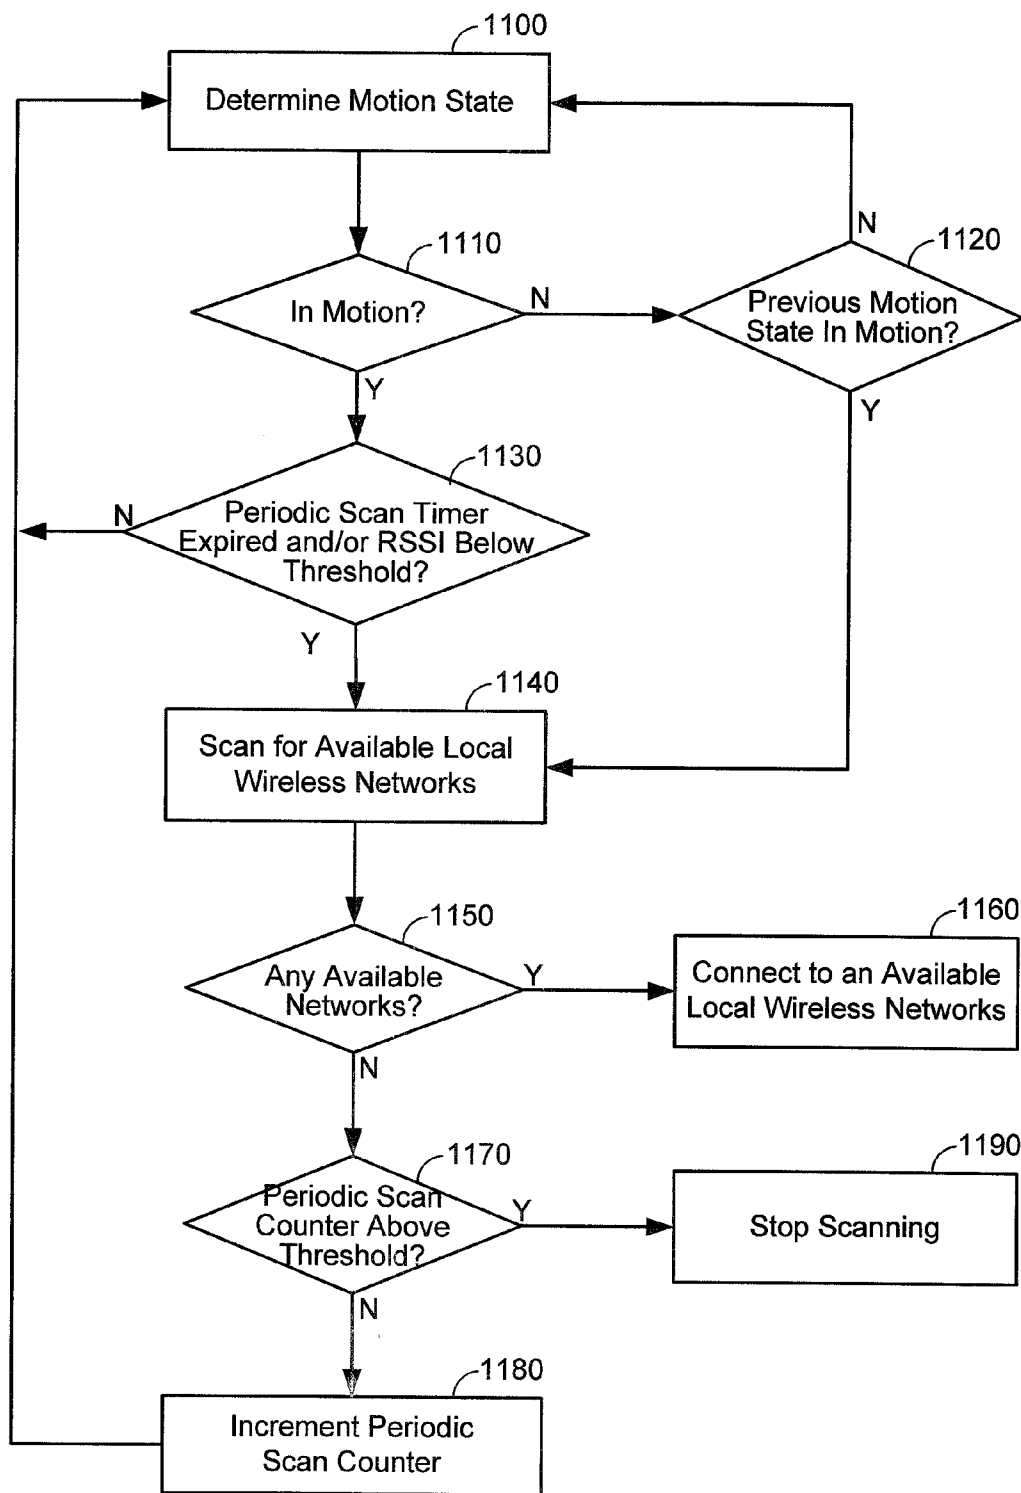 1100
Determine Motion State
1110
In Motion?
N
Y
N
1120
Previous Motion
State In Motion?
Y
1130
N
Periodic Scan Timer
Expired and/or RSSI Below
Threshold?
Y
1140
Scan for Available Local
Wireless Networks
1150
Any Available
Networks?
Y
N
1160
Connect to an Available
Local Wireless Networks
1170
Periodic Scan
Counter Above
Threshold?
Y
N
1190
Stop Scanning
1180
Increment Periodic
Scan Counter